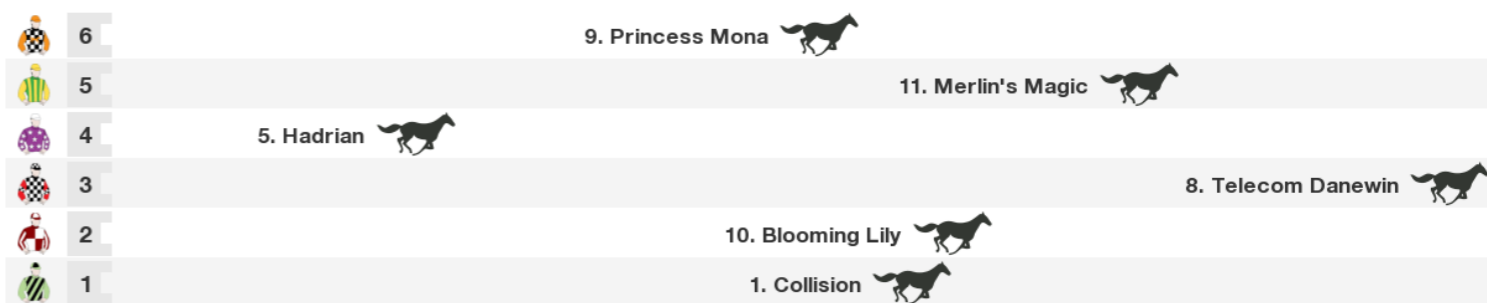 6 9. Princess Mona
5 11. Merlin's Magic
4 5. Hadrian
3 8. Telecom Danewin
2 10. Blooming Lily
1 1. Collision